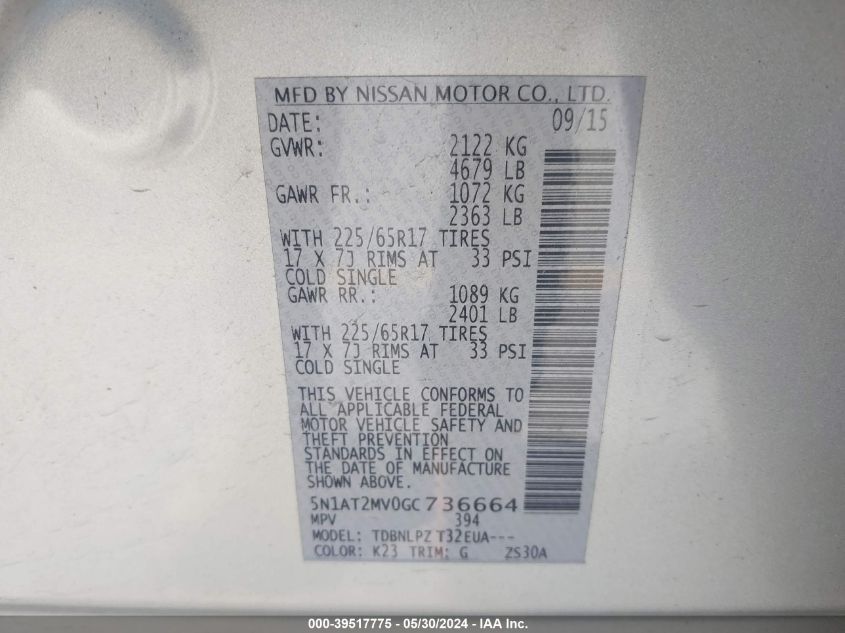 MFD BY NISSAN MOTOR CO., LTD.
DATE: 09/15
GVWR: 2122 KG
4679 LB
GAWR FR.: 1072 KG
2363 LB
WITH 225/65R17 TIRES
17 X 7J RIMS AT 33 PSI
COLD SINGLE
GAWR RR.: 1089 KG
2401 LB
WITH 225/65R17 TIRES
17 X 7J RIMS AT 33 PSI
COLD SINGLE
THIS VEHICLE CONFORMS TO
ALL APPLICABLE FEDERAL
MOTOR VEHICLE SAFETY AND
THEFT PREVENTION
STANDARDS IN EFFECT ON
THE DATE OF MANUFACTURE
SHOWN ABOVE.
5N1AT2MV0GC736664
MPV 394
MODEL: TDBNLPZ T32EUA---
COLOR: K23 TRIM: G ZS30A
000-39517775 - 05/30/2024 - IAA Inc.